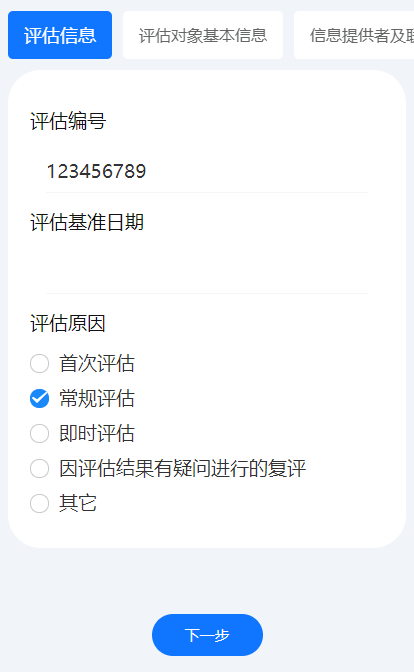 评估信息
评估对象基本信息
信息提供者及
评估编号
123456789
评估基准日期
评估原因
首次评估
常规评估
即时评估
因评估结果有疑问进行的复评
其它
下一步